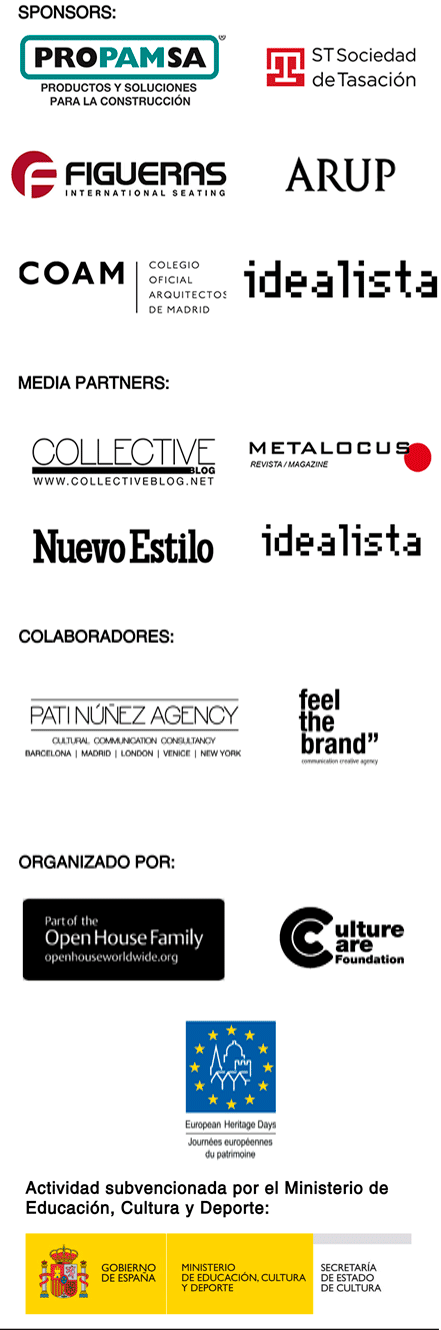 SPONSORS:
PROPAMSA
PRODUCTOS Y SOLUCIONES
PARA LA CONSTRUCCIÓN
ST Sociedad
de Tasación
FIGUERAS
INTERNATIONAL SEATING
ARUP
COAM
COLEGIO
OFICIAL
ARQUITECTOS
DE MADRID
idealista
MEDIA PARTNERS:
COLLECTIVE
BLOG
WWW.COLLECTIVEBLOG.NET
METALOCUS
REVISTA / MAGAZINE
Nuevo Estilo
idealista
COLABORADORES:
PATI NÚÑEZ AGENCY
CULTURAL COMMUNICATION CONSULTANCY
BARCELONA | MADRID | LONDON | VENICE | NEW YORK
feel
the
brand”
communication creative agency
ORGANIZADO POR:
Part of the
Open House Family
openhouseworldwide.org
Culture
Care
Foundation
European Heritage Days
Journées européennes
du patrimoine
Actividad subvencionada por el Ministerio de
Educación, Cultura y Deporte:
GOBIERNO
DE ESPAÑA
MINISTERIO
DE EDUCACIÓN, CULTURA
Y DEPORTE
SECRETARÍA
DE ESTADO
DE CULTURA